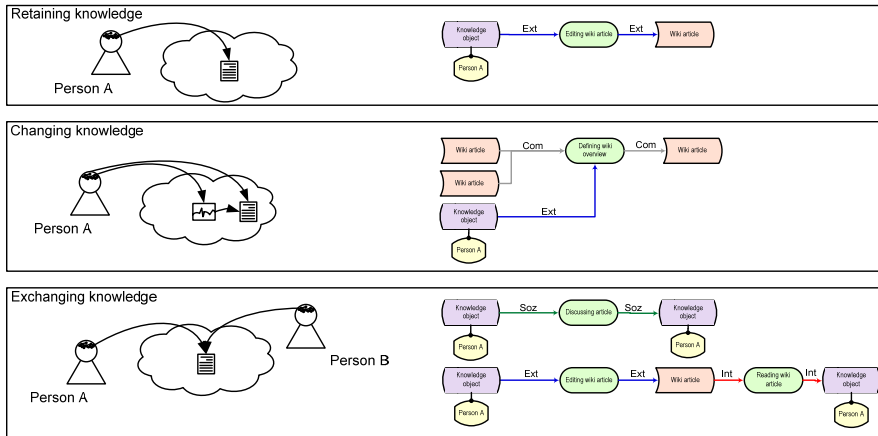 Retaining knowledge
Person A
Knowledge
object
Person A
Ext
Editing wiki article
Ext
Wiki article
Changing knowledge
Person A
Wiki article
Wiki article
Com
Defining wiki
overview
Com
Wiki article
Knowledge
object
Person A
Ext
Exchanging knowledge
Person A
Person B
Knowledge
object
Soz
Discussing article
Soz
Knowledge
object
Person A
Person A
Knowledge
object
Person A
Ext
Editing wiki article
Ext
Wiki article
Int
Reading wiki
article
Int
Knowledge
object
Person A